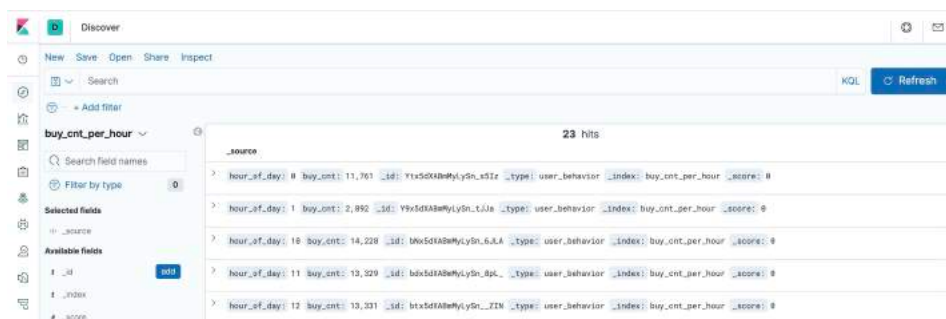 D Discover
New Save Open Share Inspect
Search KQL Refresh
+ Add filter
buy_cnt_per_hour 23 hits
Search field names _source
Filter by type 0
hour_of_day: 0 buy_cnt: 11,761 _id: _type: user_behavior _index: buy_cnt_per_hour _score: 0
Selected fields
hour_of_day: 1 buy_cnt: 2,892 _id: _type: user_behavior _index: buy_cnt_per_hour _score: 0
_source
hour_of_day: 10 buy_cnt: 14,228 _id: _type: user_behavior _index: buy_cnt_per_hour _score: 0
Available fields
t _id add
hour_of_day: 11 buy_cnt: 13,329 _id: _type: user_behavior _index: buy_cnt_per_hour _score: 0
t _index
hour_of_day: 12 buy_cnt: 13,331 _id: _type: user_behavior _index: buy_cnt_per_hour _score: 0
# _score